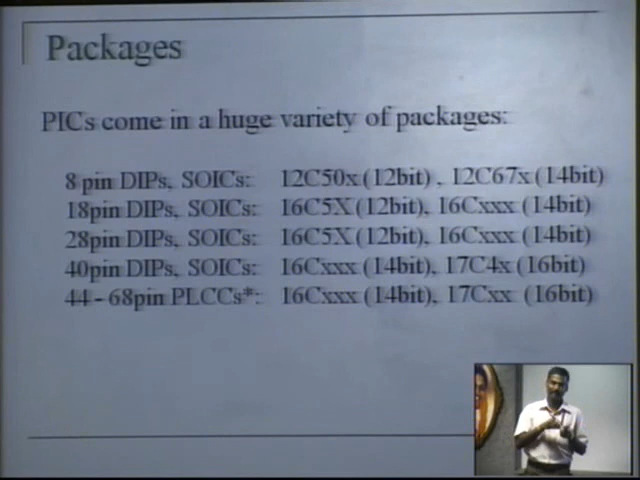 Packages
PICs come in a huge variety of packages:
8 pin DIPs, SOICs: 12C50x (12bit) , 12C67x (14bit)
18pin DIPs, SOICs: 16C5X (12bit), 16Cxxx (14bit)
28pin DIPs, SOICs: 16C5X (12bit), 16Cxxx (14bit)
40pin DIPs, SOICs: 16Cxxx (14bit), 17C4x (16bit)
44 - 68pin PLCCs*: 16Cxxx (14bit), 17Cxx (16bit)